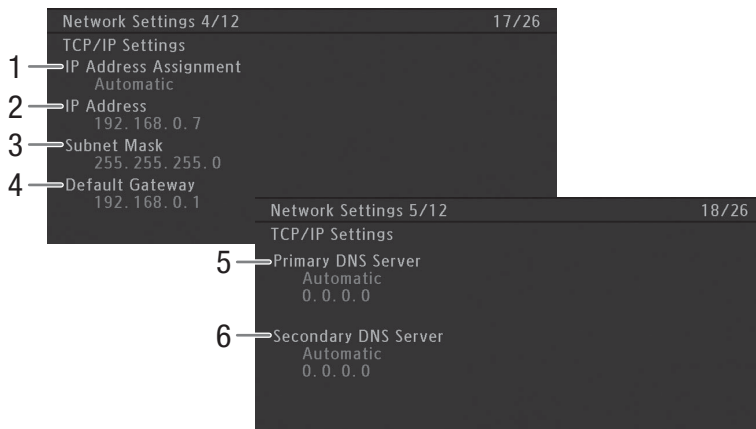 Network Settings 4/12 17/26
TCP/IP Settings
1 IP Address Assignment
Automatic
2 IP Address
192.168.0.7
3 Subnet Mask
255.255.255.0
4 Default Gateway
192.168.0.1
Network Settings 5/12 18/26
TCP/IP Settings
5 Primary DNS Server
Automatic
0.0.0.0
6 Secondary DNS Server
Automatic
0.0.0.0